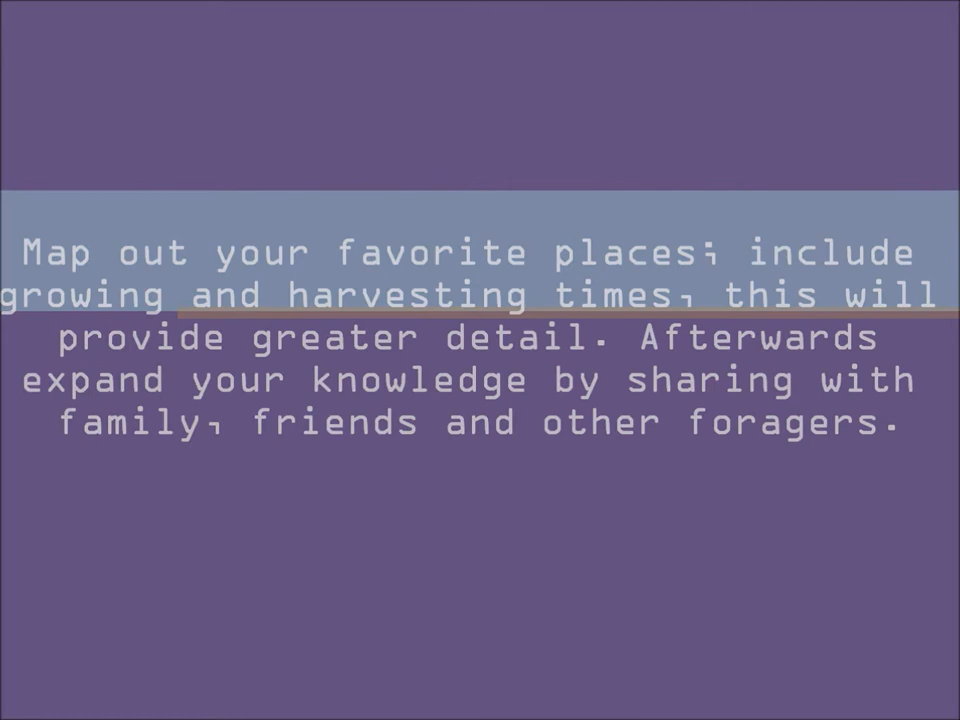 Map out your favorite places; include
growing and harvesting times, this will
provide greater detail. Afterwards
expand your knowledge by sharing with
family, friends and other foragers.